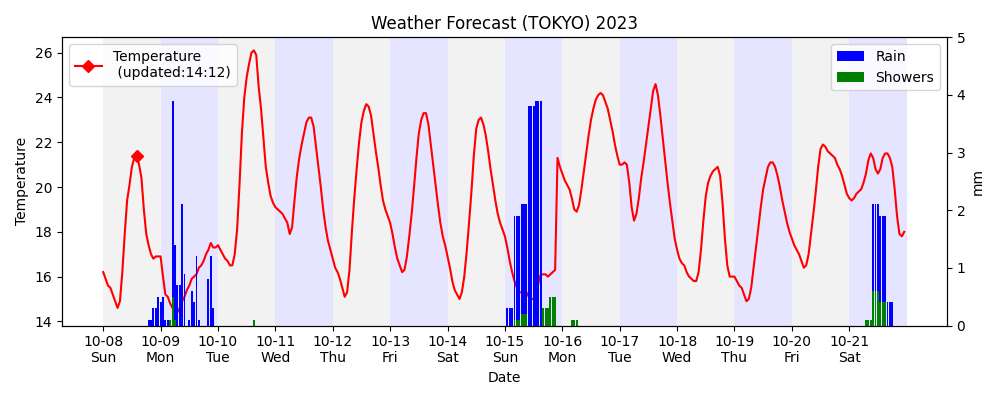 Weather Forecast (TOKYO) 2023
Temperature
(updated:14:12)
Rain
Showers
Temperature
26
24
22
20
18
16
14
5
4
3
2
1
0
mm
10-08 10-09 10-10 10-11 10-12 10-13 10-14 10-15 10-16 10-17 10-18 10-19 10-20 10-21
Sun Mon Tue Wed Thu Fri Sat Sun Mon Tue Wed Thu Fri Sat
Date